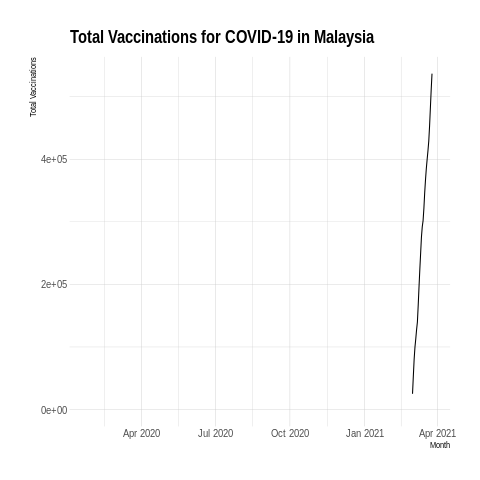 Total Vaccinations for COVID-19 in Malaysia
Total Vaccinations
4e+05
2e+05
0e+00
Apr 2020 Jul 2020 Oct 2020 Jan 2021 Apr 2021
Month